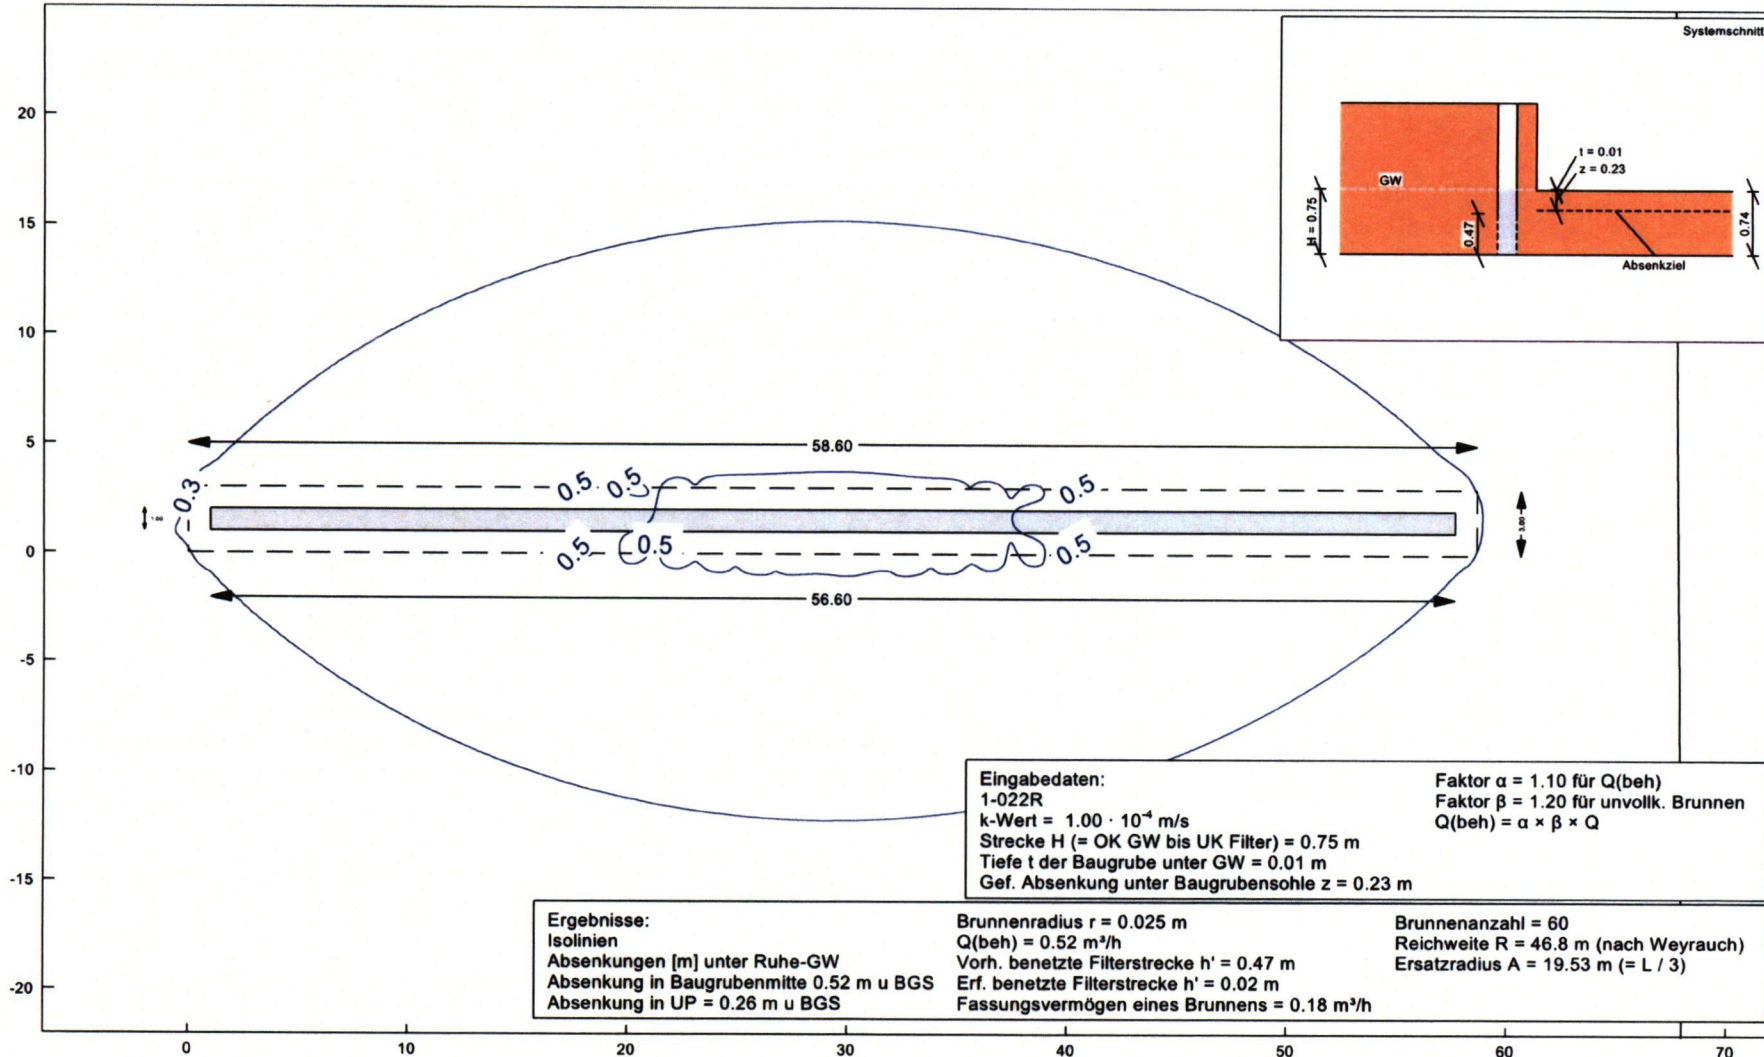 Systemschnitt
t = 0.01
z = 0.23
GW
H = 0.75
0.47
0.74
Absenkziel
20
15
10
5
0
-5
-10
-15
-20
58.60
0.3
0.5
0.5
0.5
1.00
3.00
0.5
0.5
0.5
56.60
Eingabedaten:
1-022R
k-Wert = 1.00 · 10⁻⁴ m/s
Strecke H (= OK GW bis UK Filter) = 0.75 m
Tiefe t der Baugrube unter GW = 0.01 m
Gef. Absenkung unter Baugrubensohle z = 0.23 m
Faktor α = 1.10 für Q(beh)
Faktor β = 1.20 für unvollk. Brunnen
Q(beh) = α × β × Q
Ergebnisse:
Isolinien
Absenkungen [m] unter Ruhe-GW
Absenkung in Baugrubenmitte 0.52 m u BGS
Absenkung in UP = 0.26 m u BGS
Brunnenradius r = 0.025 m
Q(beh) = 0.52 m³/h
Vorh. benetzte Filterstrecke h' = 0.47 m
Erf. benetzte Filterstrecke h' = 0.02 m
Fassungsvermögen eines Brunnens = 0.18 m³/h
Brunnenanzahl = 60
Reichweite R = 46.8 m (nach Weyrauch)
Ersatzradius A = 19.53 m (= L / 3)
0
10
20
30
40
50
60
70